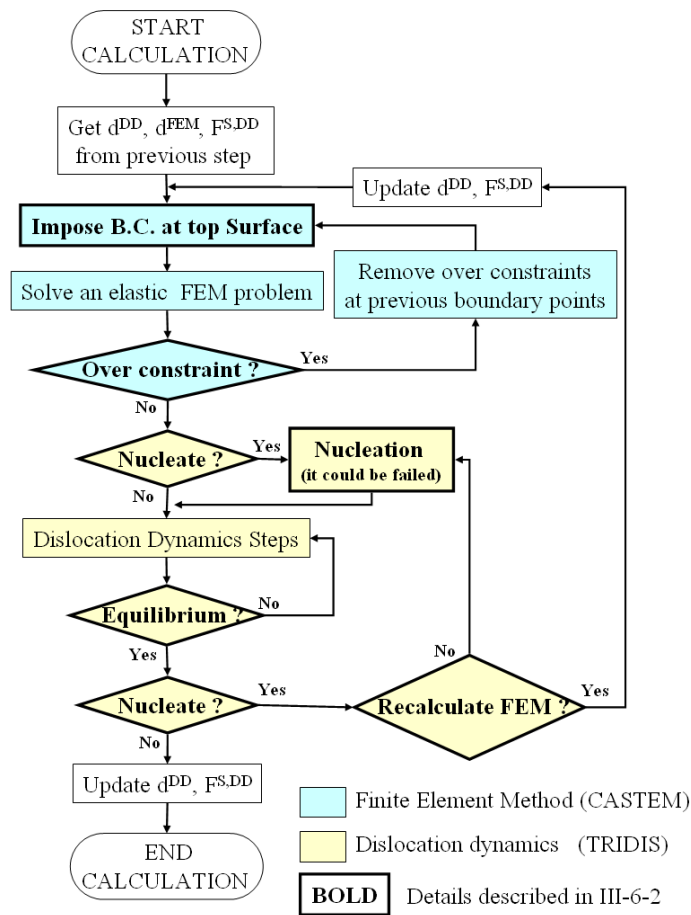 START
CALCULATION
Get d^DD, d^FEM, F^S,DD
from previous step
Update d^DD, F^S,DD
Impose B.C. at top Surface
Solve an elastic FEM problem
Remove over constraints
at previous boundary points
Over constraint ?
Yes
No
Nucleate ?
Yes
Nucleation
(it could be failed)
No
Dislocation Dynamics Steps
Equilibrium ?
No
Yes
No
Nucleate ?
Yes
Recalculate FEM ?
Yes
No
Update d^DD, F^S,DD
Finite Element Method (CASTEM)
Dislocation dynamics (TRIDIS)
END
CALCULATION
BOLD Details described in III-6-2